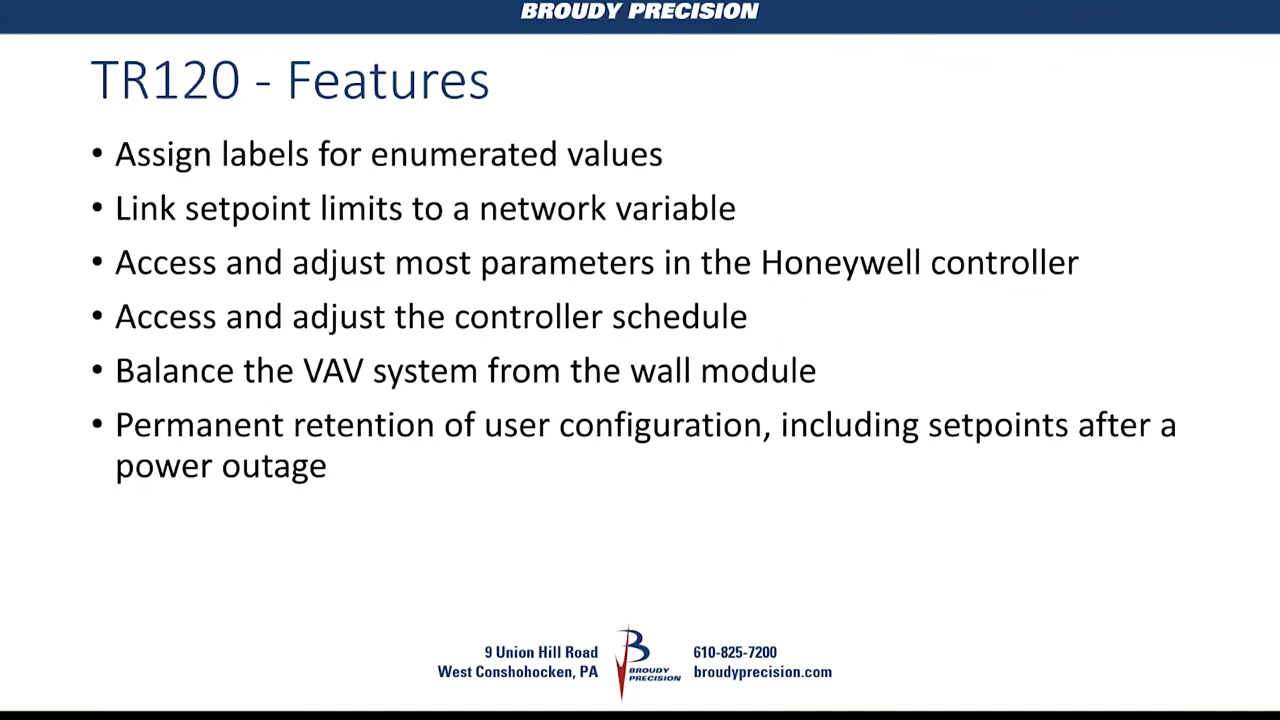 BROUDY PRECISION
TR120 - Features
• Assign labels for enumerated values
• Link setpoint limits to a network variable
• Access and adjust most parameters in the Honeywell controller
• Access and adjust the controller schedule
• Balance the VAV system from the wall module
• Permanent retention of user configuration, including setpoints after a
power outage
9 Union Hill Road
West Conshohocken, PA
B
BROUDY
PRECISION
610-825-7200
broudyprecision.com